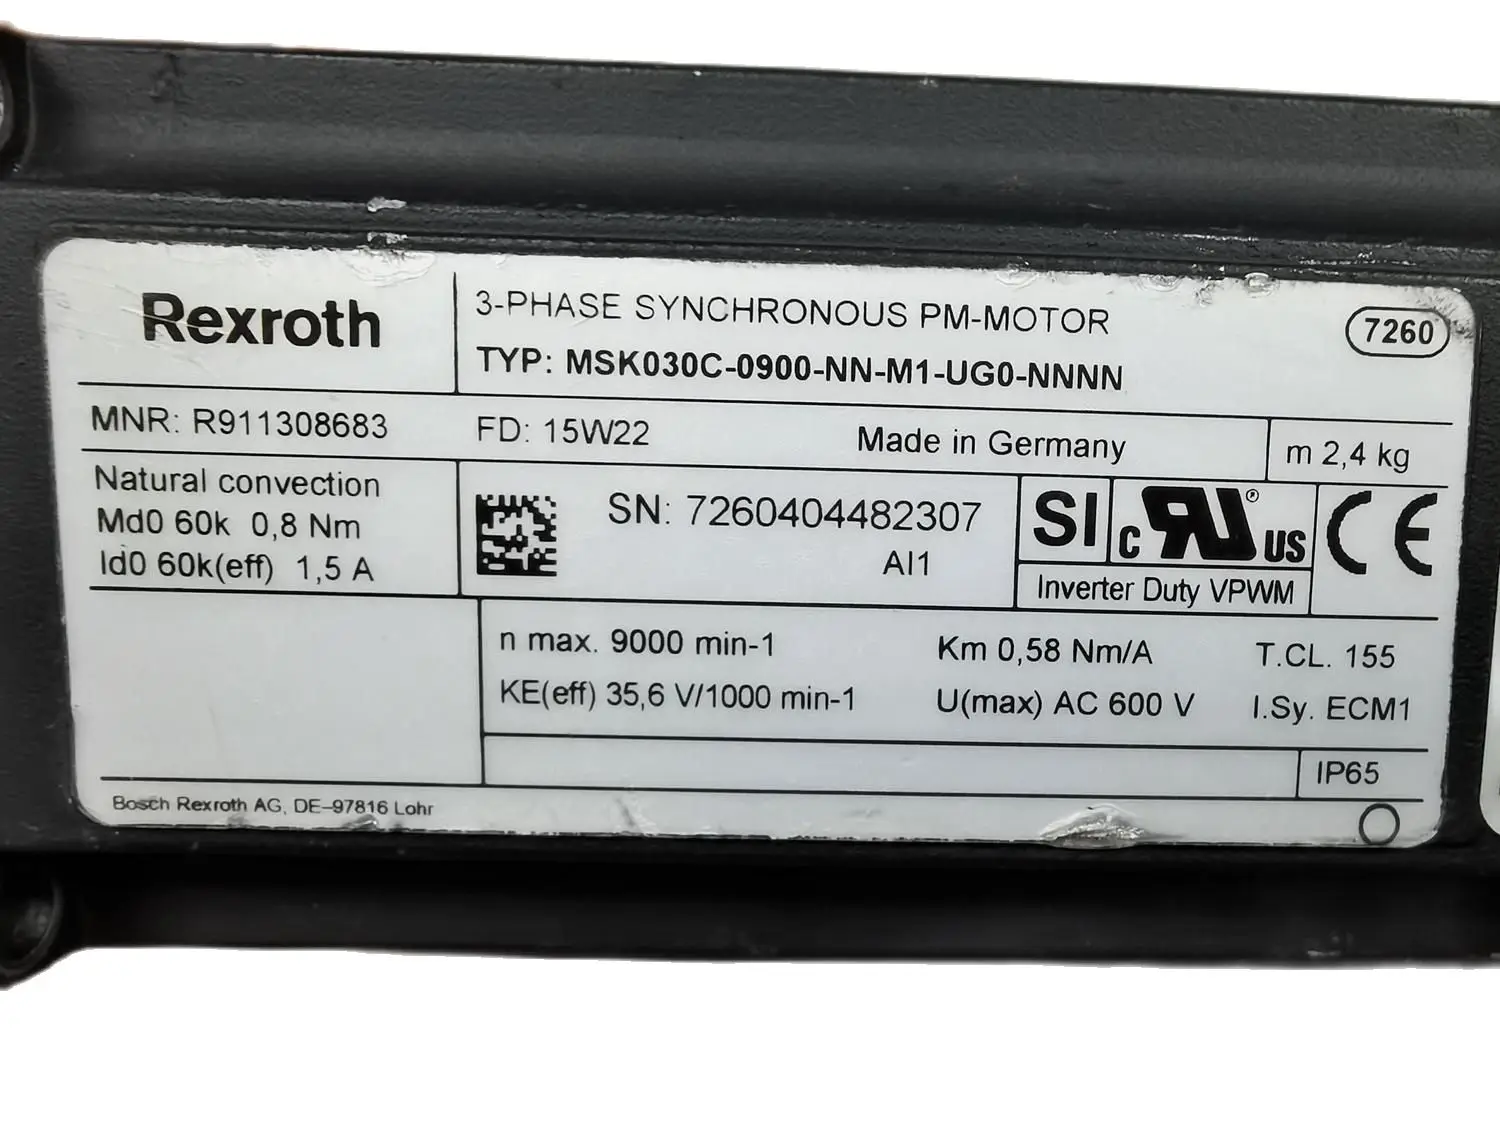 Rexroth
3-PHASE SYNCHRONOUS PM-MOTOR
7260
TYP: MSK030C-0900-NN-M1-UG0-NNNN
MNR: R911308683
FD: 15W22
Made in Germany
m 2,4 kg
Natural convection
Md0 60k 0,8 Nm
Id0 60k(eff) 1,5 A
SN: 7260404482307
AI1
SI
c RU® US
CE
Inverter Duty VPWM
n max. 9000 min-1
Km 0,58 Nm/A
T.CL. 155
KE(eff) 35,6 V/1000 min-1
U(max) AC 600 V
I.Sy. ECM1
IP65
Bosch Rexroth AG, DE-97816 Lohr